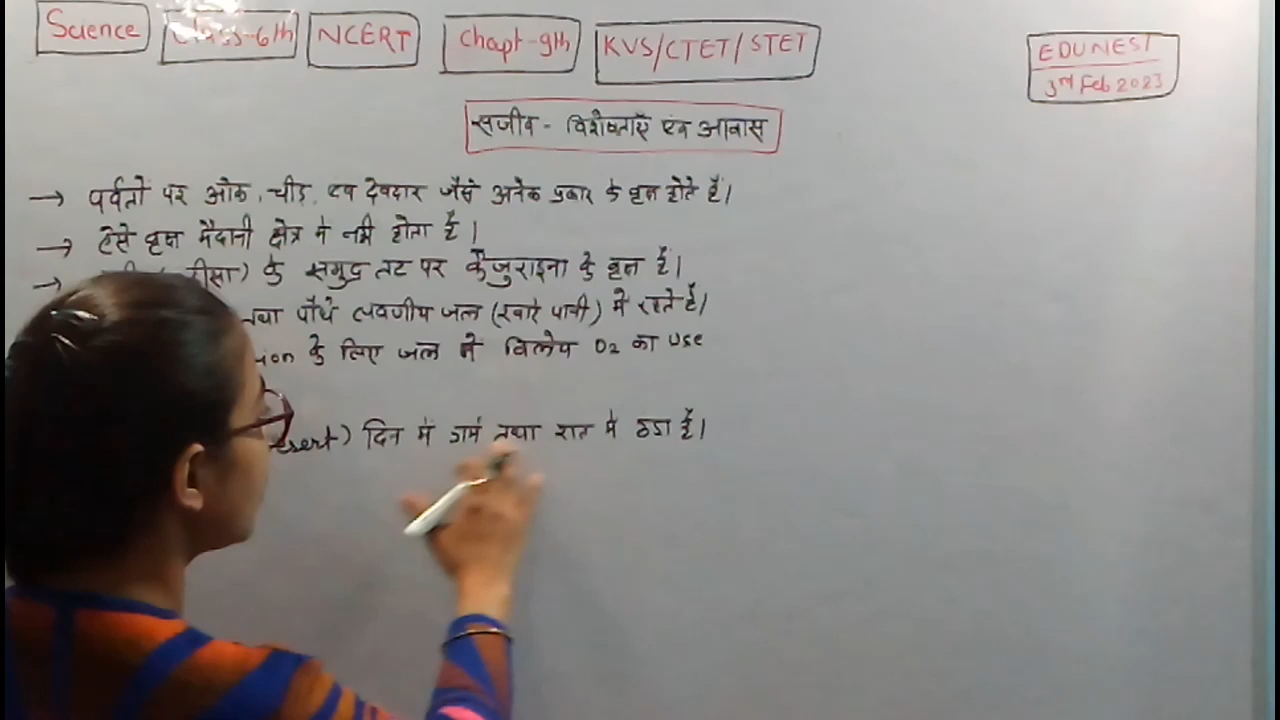 Science Class-6th NCERT Chapt-9th KVS/CTET/STET
EDUNEST
3rd Feb 2023
सजीव - विशेषताएँ एवं आवास
→ पर्वतों पर ओक, चीड़, एवं देवदार जैसे अनेक प्रकार के वृक्ष होते हैं।
→ ऐसे वृक्ष मैदानी क्षेत्र में नही होता है।
→ के समुद्र तट पर कैजुराइना के वृक्ष हैं।
तथा पौधे लवणीय जल (खारे पानी) में रहते हैं।
के लिए जल में विलेय O2 का use
दिन में गर्म तथा रात में ठंडा है।